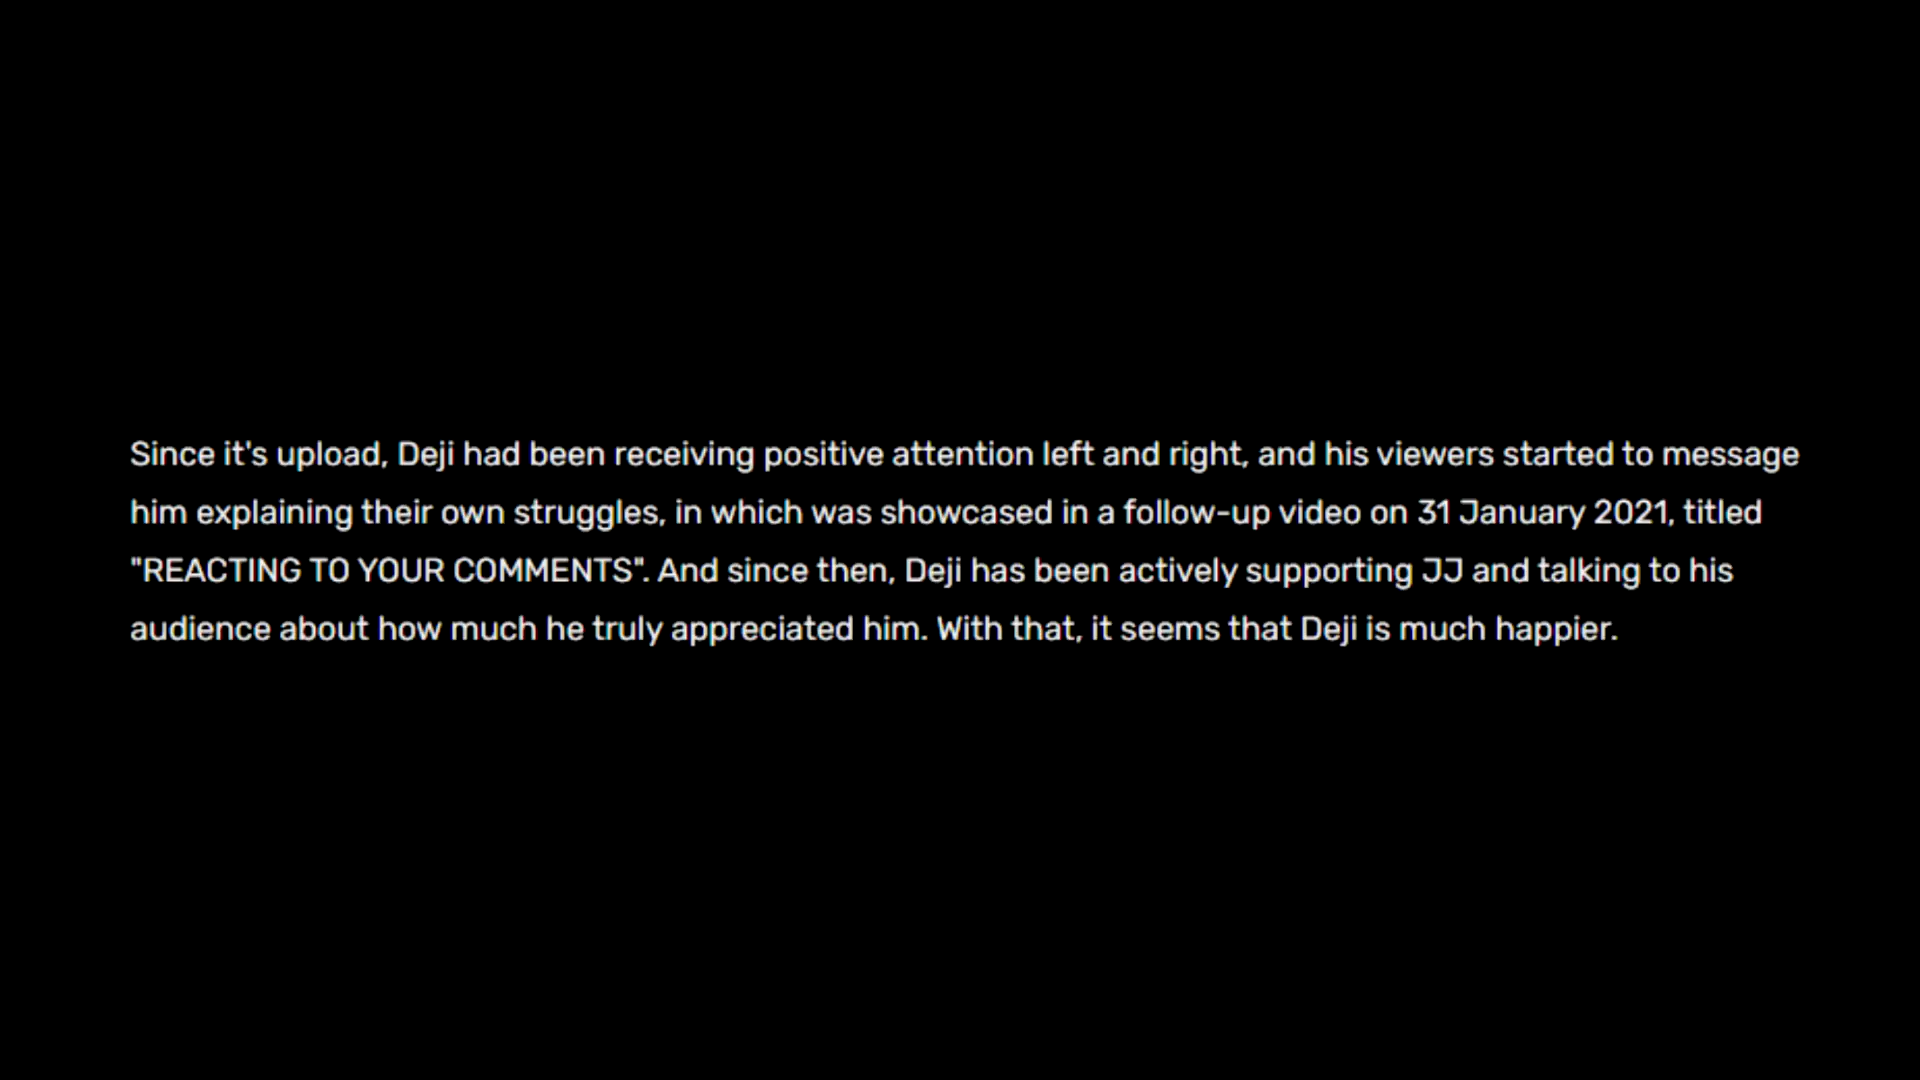 Since it's upload, Deji had been receiving positive attention left and right, and his viewers started to message
him explaining their own struggles, in which was showcased in a follow-up video on 31 January 2021, titled
"REACTING TO YOUR COMMENTS". And since then, Deji has been actively supporting JJ and talking to his
audience about how much he truly appreciated him. With that, it seems that Deji is much happier.